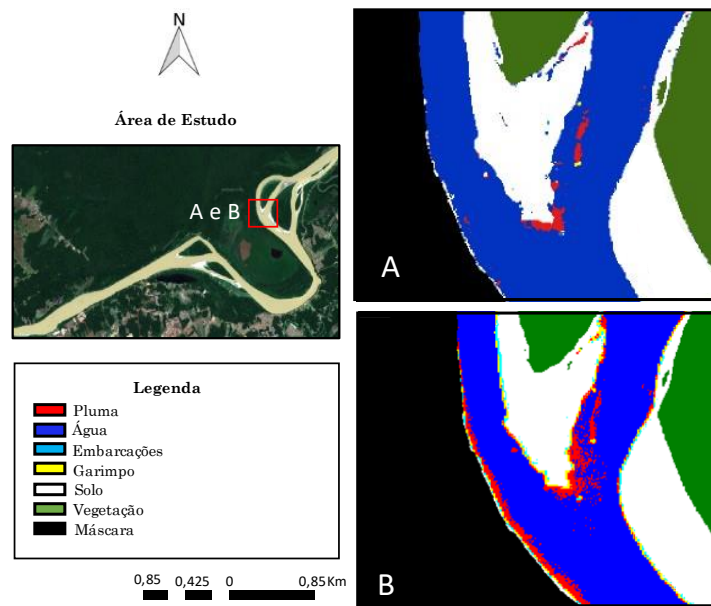 N
Área de Estudo
A e B
Legenda
Pluma
Água
Embarcações
Garimpo
Solo
Vegetação
Máscara
0,85 0,425 0 0,85Km
A
B